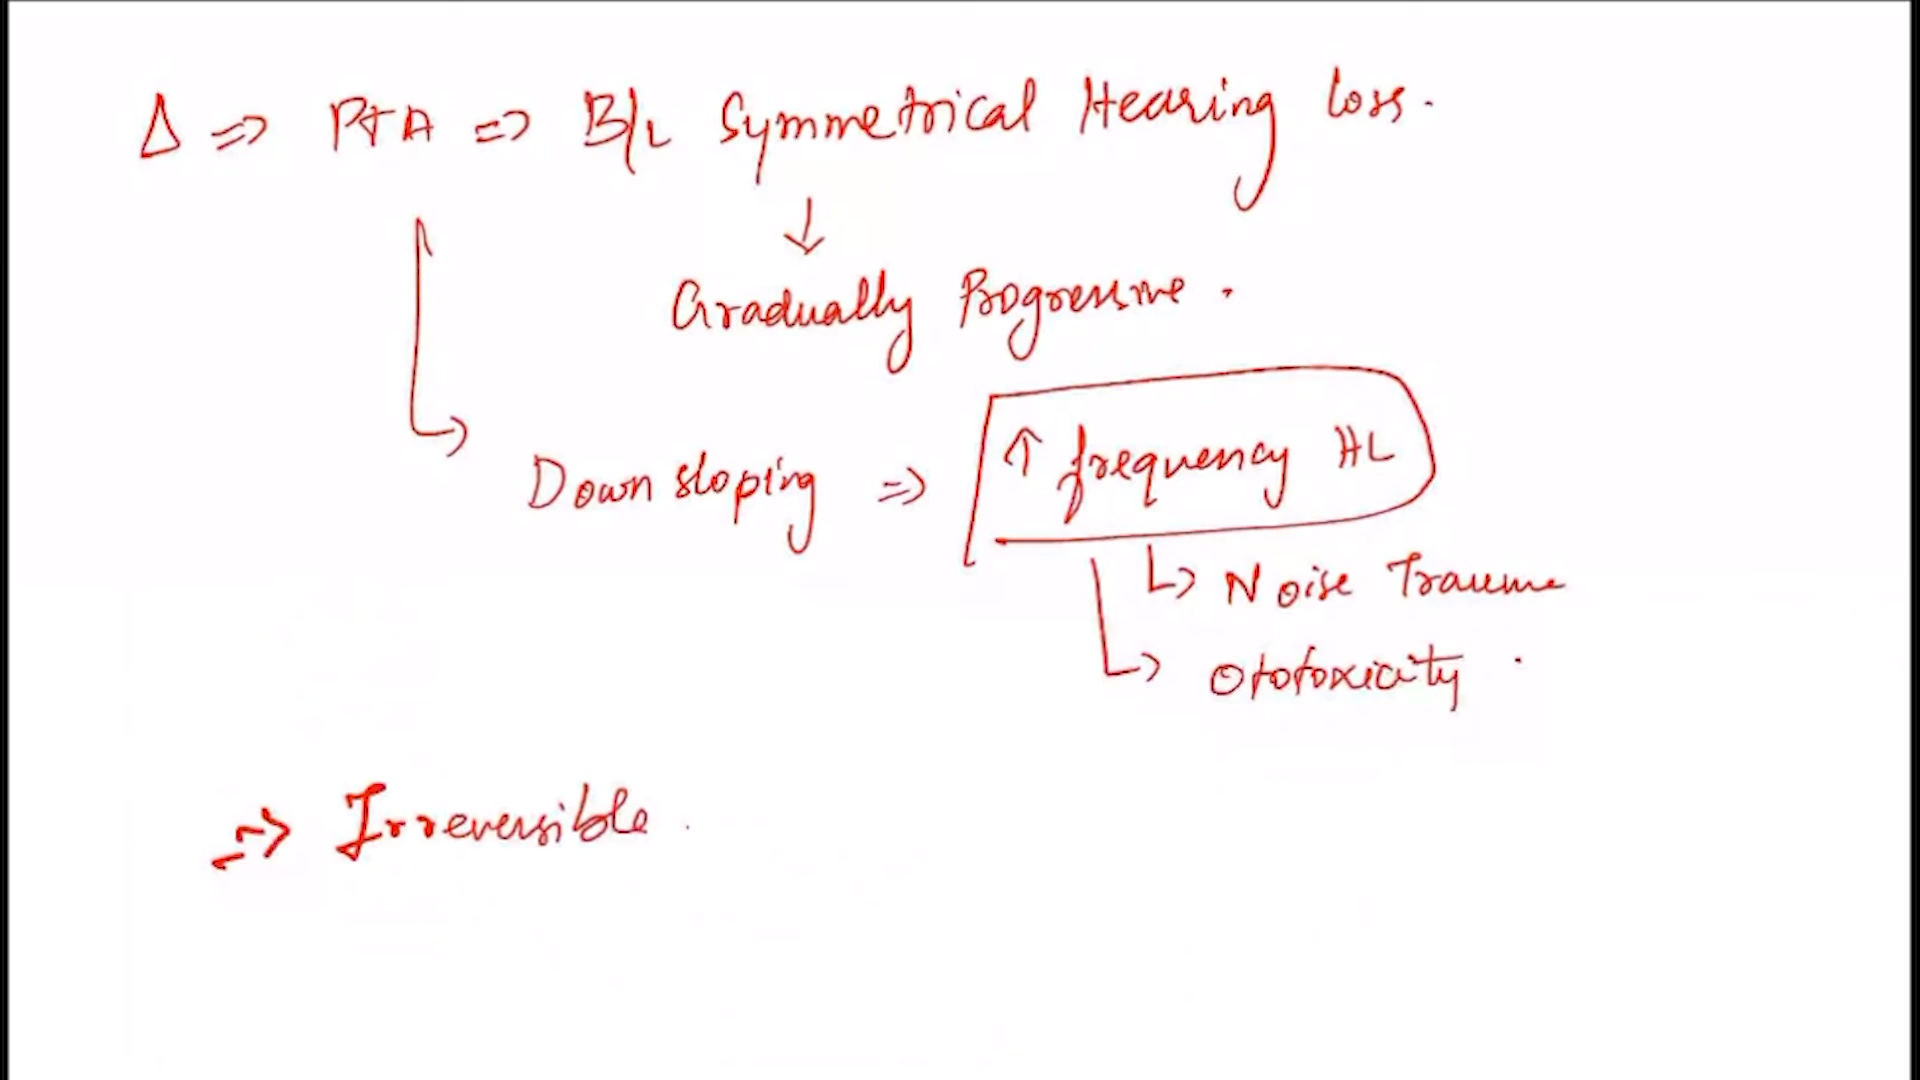 Δ ⇒ PTA ⇒ B/L Symmetrical Hearing loss.
↓
Gradually Progressive.
↳ Down sloping ⇒ ↑ frequency HL
↳ Noise Trauma
↳ Ototoxicity.
⇒ Irreversible.